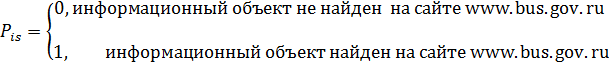 0, информационный объект не найден на сайте www.bus.gov. ru
P_is =
1, информационный объект найден на сайте www.bus.gov. ru